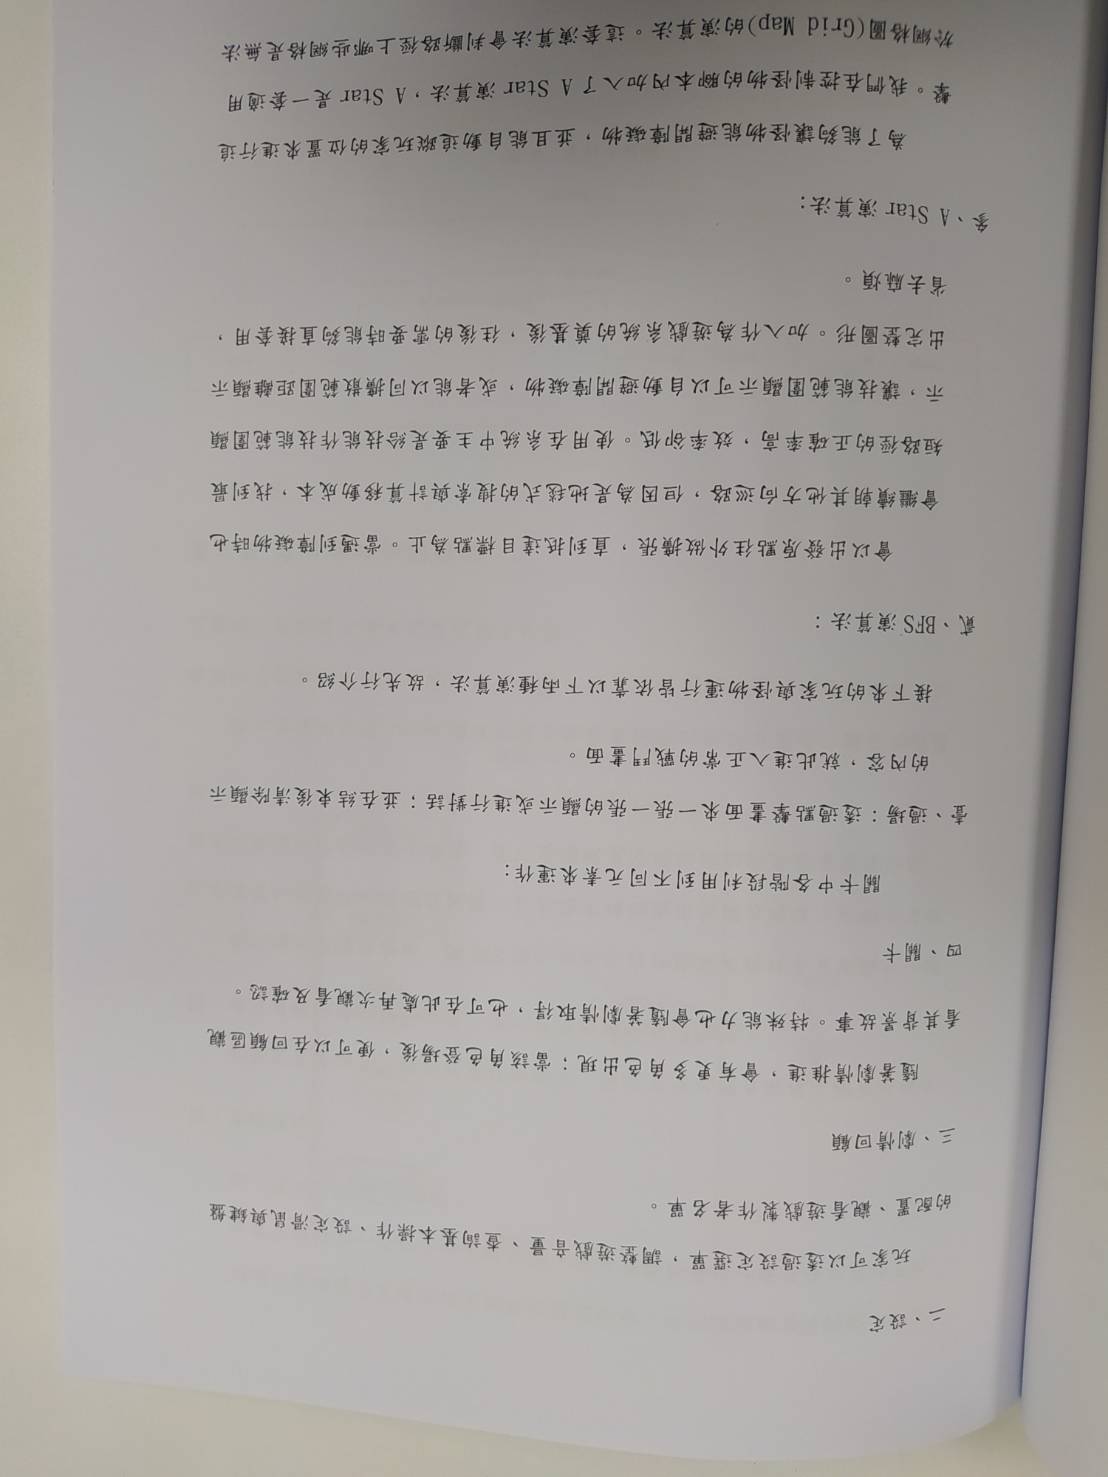 二、設定
玩家可以透過設定選單，調整遊戲音量、查詢基本操作、設定滑鼠與鍵盤
的配置、觀看遊戲製作者名單。
三、劇情回顧
隨著劇情推進，會有更多角色出現；當該角色登場後，便可以在回顧區觀
看其背景故事。特殊能力也會隨著劇情取得，也可在此處再次觀看及確認。
四、關卡
關卡中各階段利用到不同元素來運作:
壹、過場：透過點擊畫面來一張一張的顯示或進行對話；並在結束後清除顯示
的內容，就此進入正常的戰鬥畫面。
接下來的玩家與怪物運行皆依靠以下兩種演算法，故先行介紹。
貳、BFS 演算法：
會以出發原點往外做擴張，直到抵達目標點為止。當遇到障礙物時也
會繼續朝其他方向巡路，但因為是地毯式的搜索與計算移動成本，找到最
短路徑的正確率高，效率卻低。使用在系統中主要是給技能作技能範圍顯
示，讓技能範圍顯示可以自動避開障礙物，或者能以同擴散範圍距離顯示
出完整圖形。加入作為遊戲系統的奠基後，往後的需要時能夠直接套用，
省去麻煩。
參、A Star 演算法:
為了能夠讓怪物能避開障礙物，並且能自動追蹤玩家的位置來進行追
擊。我們在控制怪物的腳本內加入了 A Star 演算法，A Star 是一套適用
於網格圖(Grid Map)的演算法。這套演算法會判斷路徑上哪些網格是無法